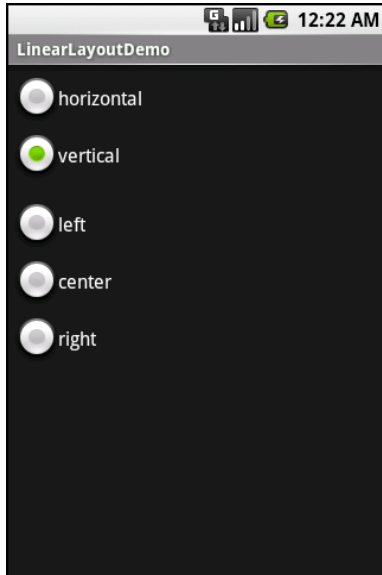 G 12:22 AM
LinearLayoutDemo
horizontal
vertical
left
center
right